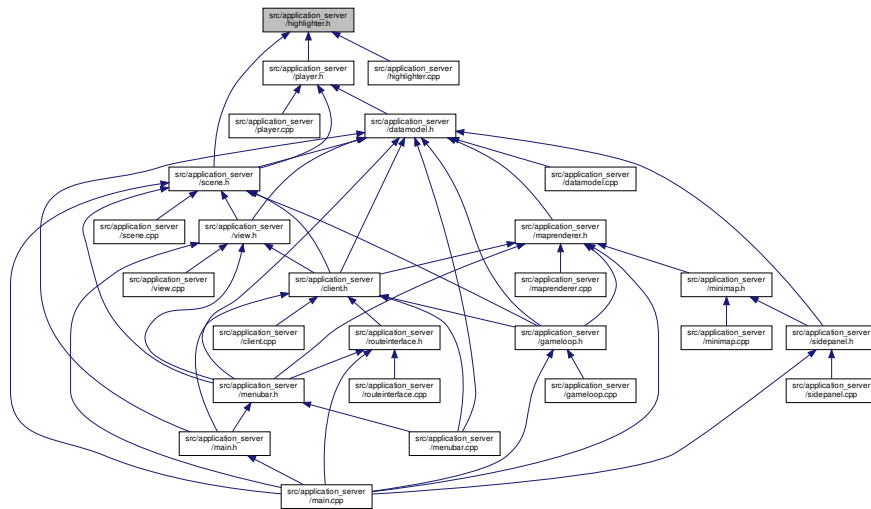 src/application_server
/highlighter.h
src/application_server
/player.h
src/application_server
/highlighter.cpp
src/application_server
/player.cpp
src/application_server
/datamodel.h
src/application_server
/scene.h
src/application_server
/datamodel.cpp
src/application_server
/scene.cpp
src/application_server
/view.h
src/application_server
/maprenderer.h
src/application_server
/view.cpp
src/application_server
/client.h
src/application_server
/maprenderer.cpp
src/application_server
/minimap.h
src/application_server
/client.cpp
src/application_server
/routeinterface.h
src/application_server
/gameloop.h
src/application_server
/minimap.cpp
src/application_server
/sidepanel.h
src/application_server
/menubar.h
src/application_server
/routeinterface.cpp
src/application_server
/gameloop.cpp
src/application_server
/sidepanel.cpp
src/application_server
/main.h
src/application_server
/menubar.cpp
src/application_server
/main.cpp